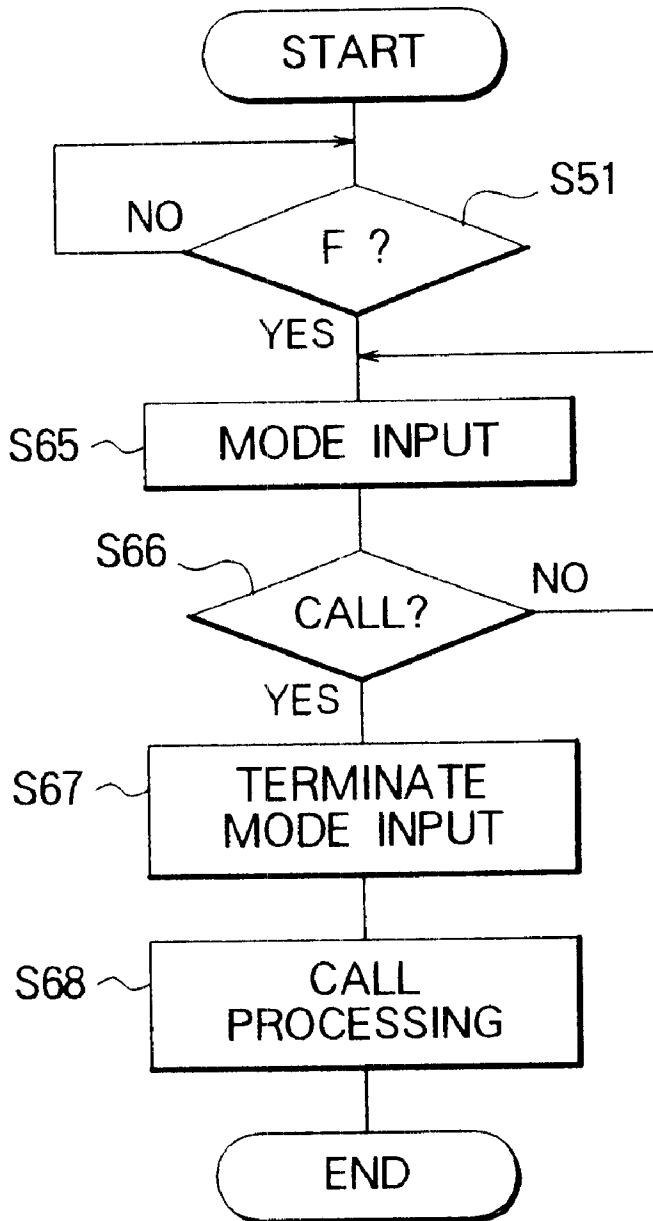 START
S51
NO
F ?
YES
S65
MODE INPUT
S66
CALL?
NO
YES
S67
TERMINATE
MODE INPUT
S68
CALL
PROCESSING
END